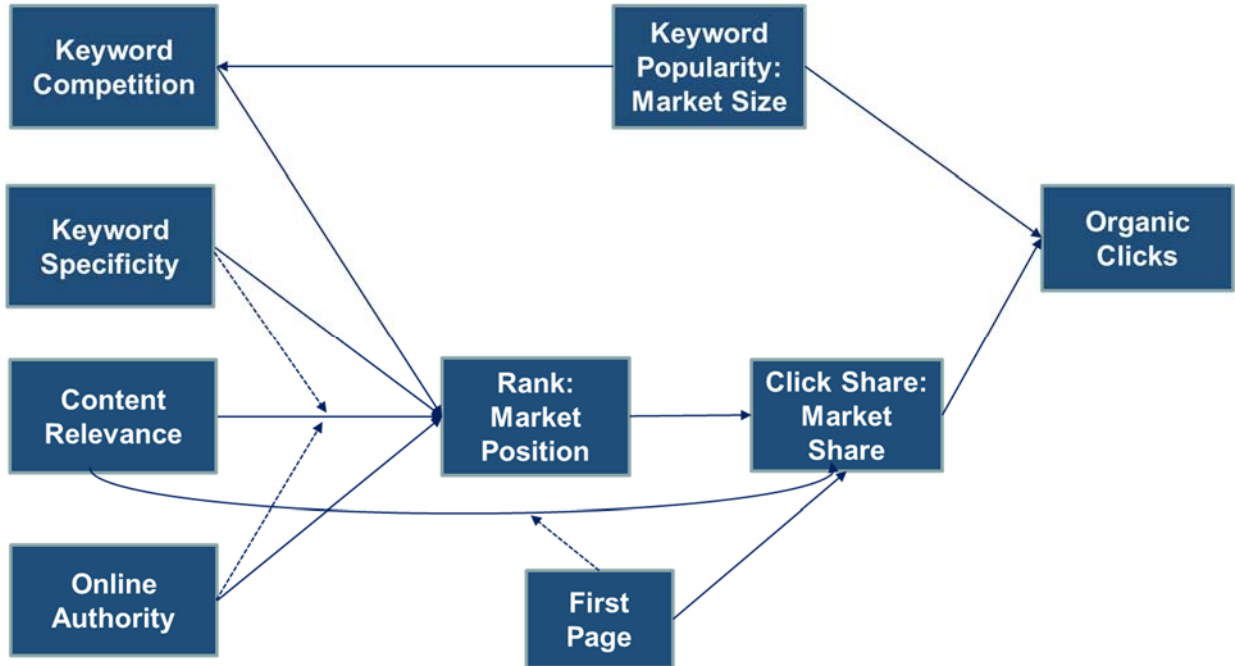 Keyword
Competition
Keyword
Popularity:
Market Size
Keyword
Specificity
Organic
Clicks
Content
Relevance
Rank:
Market
Position
Click Share:
Market
Share
Online
Authority
First
Page